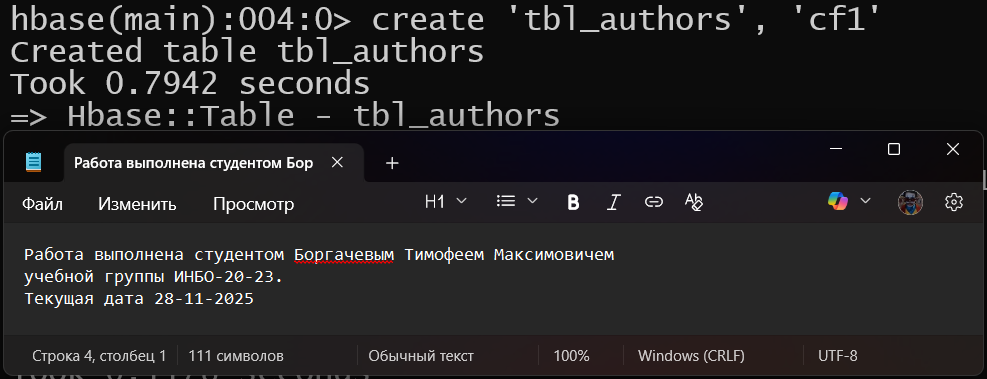 hbase(main):004:0> create 'tbl_authors', 'cf1'
Created table tbl_authors
Took 0.7942 seconds
=> Hbase::Table - tbl_authors
Работа выполнена студентом Бор
Файл Изменить Просмотр H1 B I
Работа выполнена студентом Боргачевым Тимофеем Максимовичем
учебной группы ИНБО-20-23.
Текущая дата 28-11-2025
Строка 4, столбец 1 111 символов Обычный текст 100% Windows (CRLF) UTF-8